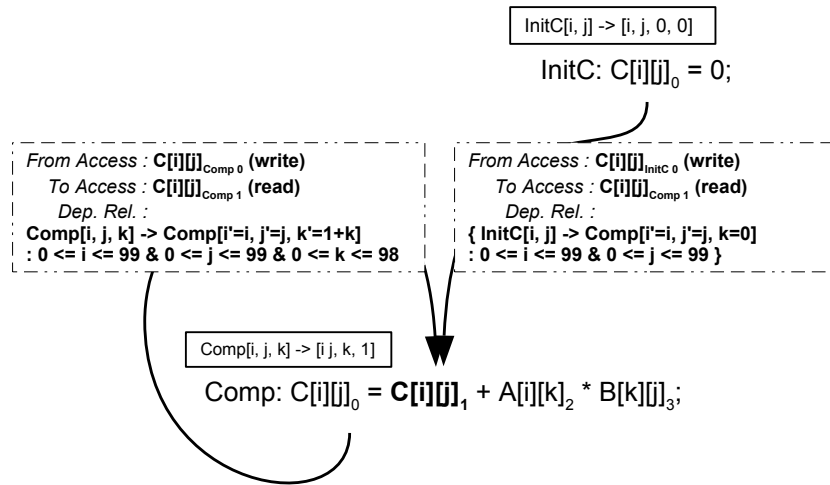 InitC[i, j] -> [i, j, 0, 0]
InitC: C[i][j]₀ = 0;
From Access : C[i][j]Comp 0 (write)
To Access : C[i][j]Comp 1 (read)
Dep. Rel. :
Comp[i, j, k] -> Comp[i'=i, j'=j, k'=1+k]
: 0 <= i <= 99 & 0 <= j <= 99 & 0 <= k <= 98
From Access : C[i][j]InitC 0 (write)
To Access : C[i][j]Comp 1 (read)
Dep. Rel. :
{ InitC[i, j] -> Comp[i'=i, j'=j, k=0]
: 0 <= i <= 99 & 0 <= j <= 99 }
Comp[i, j, k] -> [i j, k, 1]
Comp: C[i][j]₀ = C[i][j]₁ + A[i][k]₂ * B[k][j]₃;